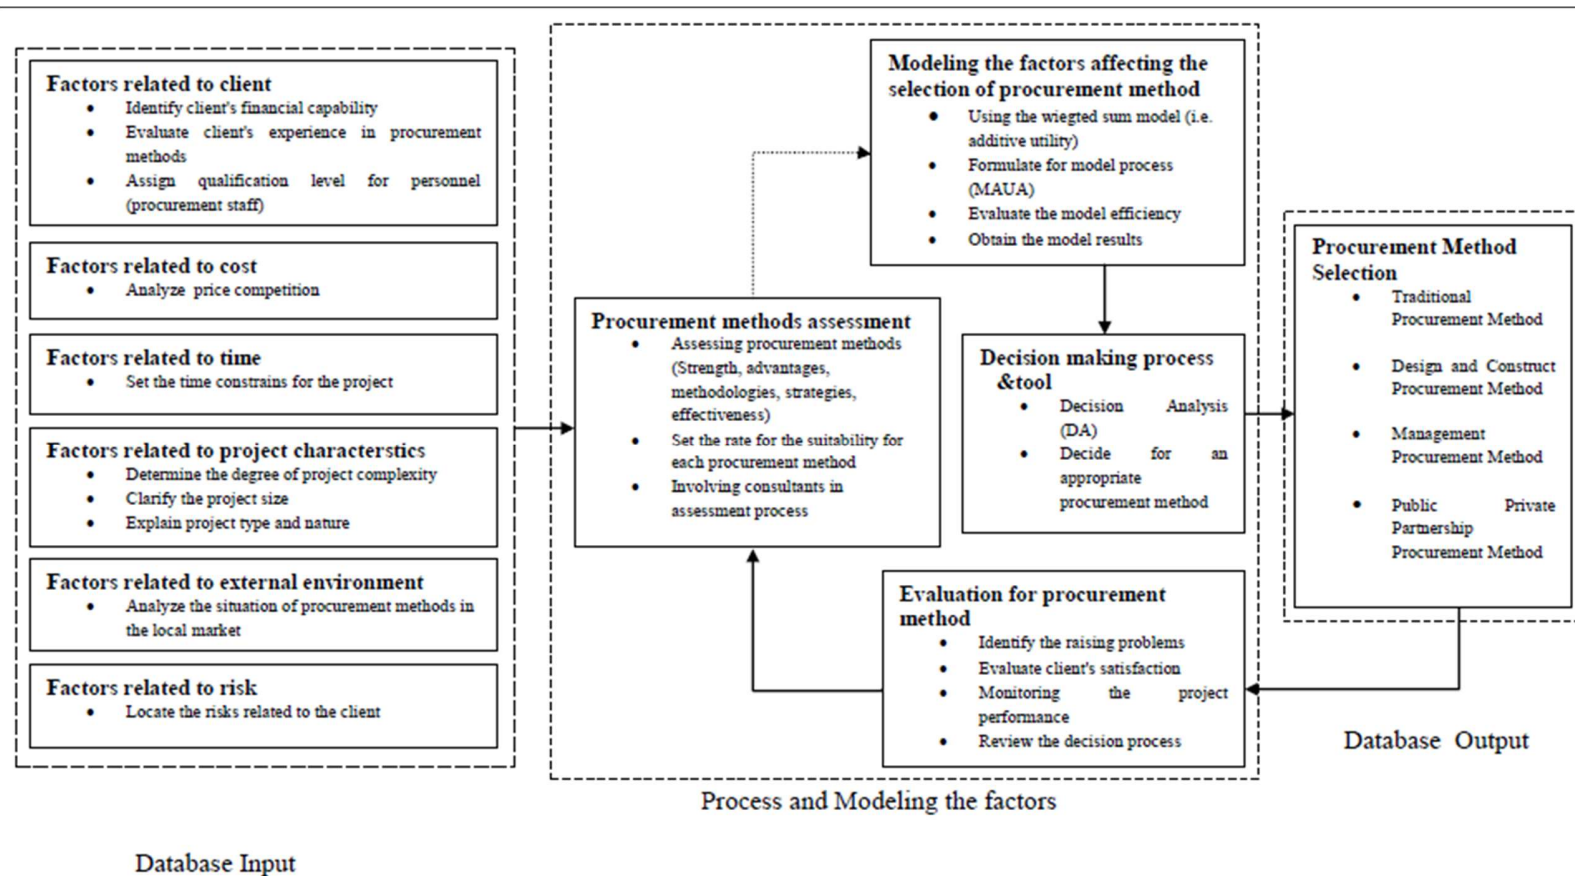 Factors related to client
• Identify client's financial capability
• Evaluate client's experience in procurement
methods
• Assign qualification level for personnel
(procurement staff)
Factors related to cost
• Analyze price competition
Factors related to time
• Set the time constrains for the project
Factors related to project characterstics
• Determine the degree of project complexity
• Clarify the project size
• Explain project type and nature
Factors related to external environment
• Analyze the situation of procurement methods in
the local market
Factors related to risk
• Locate the risks related to the client
Database Input
Procurement methods assessment
• Assessing procurement methods
(Strength, advantages,
methodologies, strategies,
effectiveness)
• Set the rate for the suitability for
each procurement method
• Involving consultants in
assessment process
Modeling the factors affecting the
selection of procurement method
• Using the wiegted sum model (i.e.
additive utility)
• Formulate for model process
(MAUA)
• Evaluate the model efficiency
• Obtain the model results
Decision making process
&tool
• Decision Analysis
(DA)
• Decide for an
appropriate
procurement method
Evaluation for procurement
method
• Identify the raising problems
• Evaluate client's satisfaction
• Monitoring the project
performance
• Review the decision process
Process and Modeling the factors
Procurement Method
Selection
• Traditional
Procurement Method
• Design and Construct
Procurement Method
• Management
Procurement Method
• Public Private
Partnership
Procurement Method
Database Output